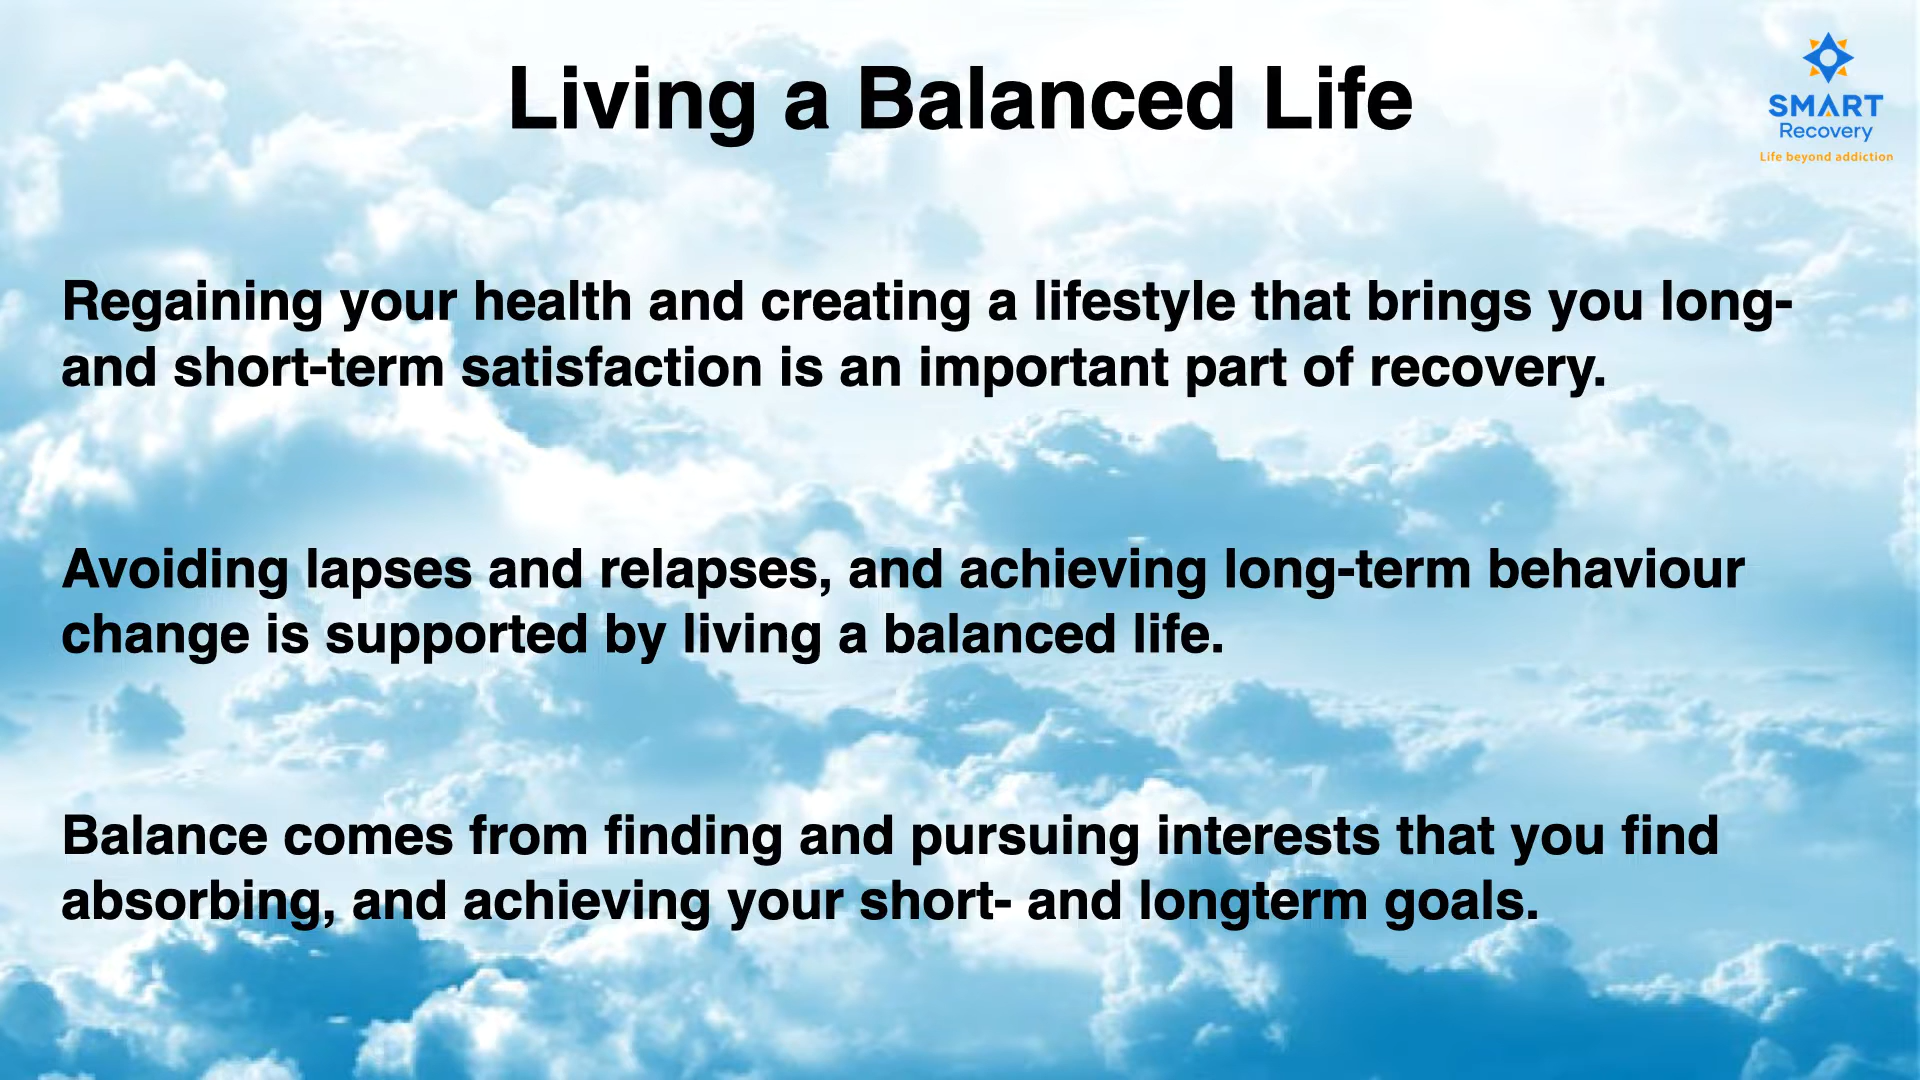 Living a Balanced Life
SMART
Recovery
Life beyond addiction
Regaining your health and creating a lifestyle that brings you long-
and short-term satisfaction is an important part of recovery.
Avoiding lapses and relapses, and achieving long-term behaviour
change is supported by living a balanced life.
Balance comes from finding and pursuing interests that you find
absorbing, and achieving your short- and longterm goals.